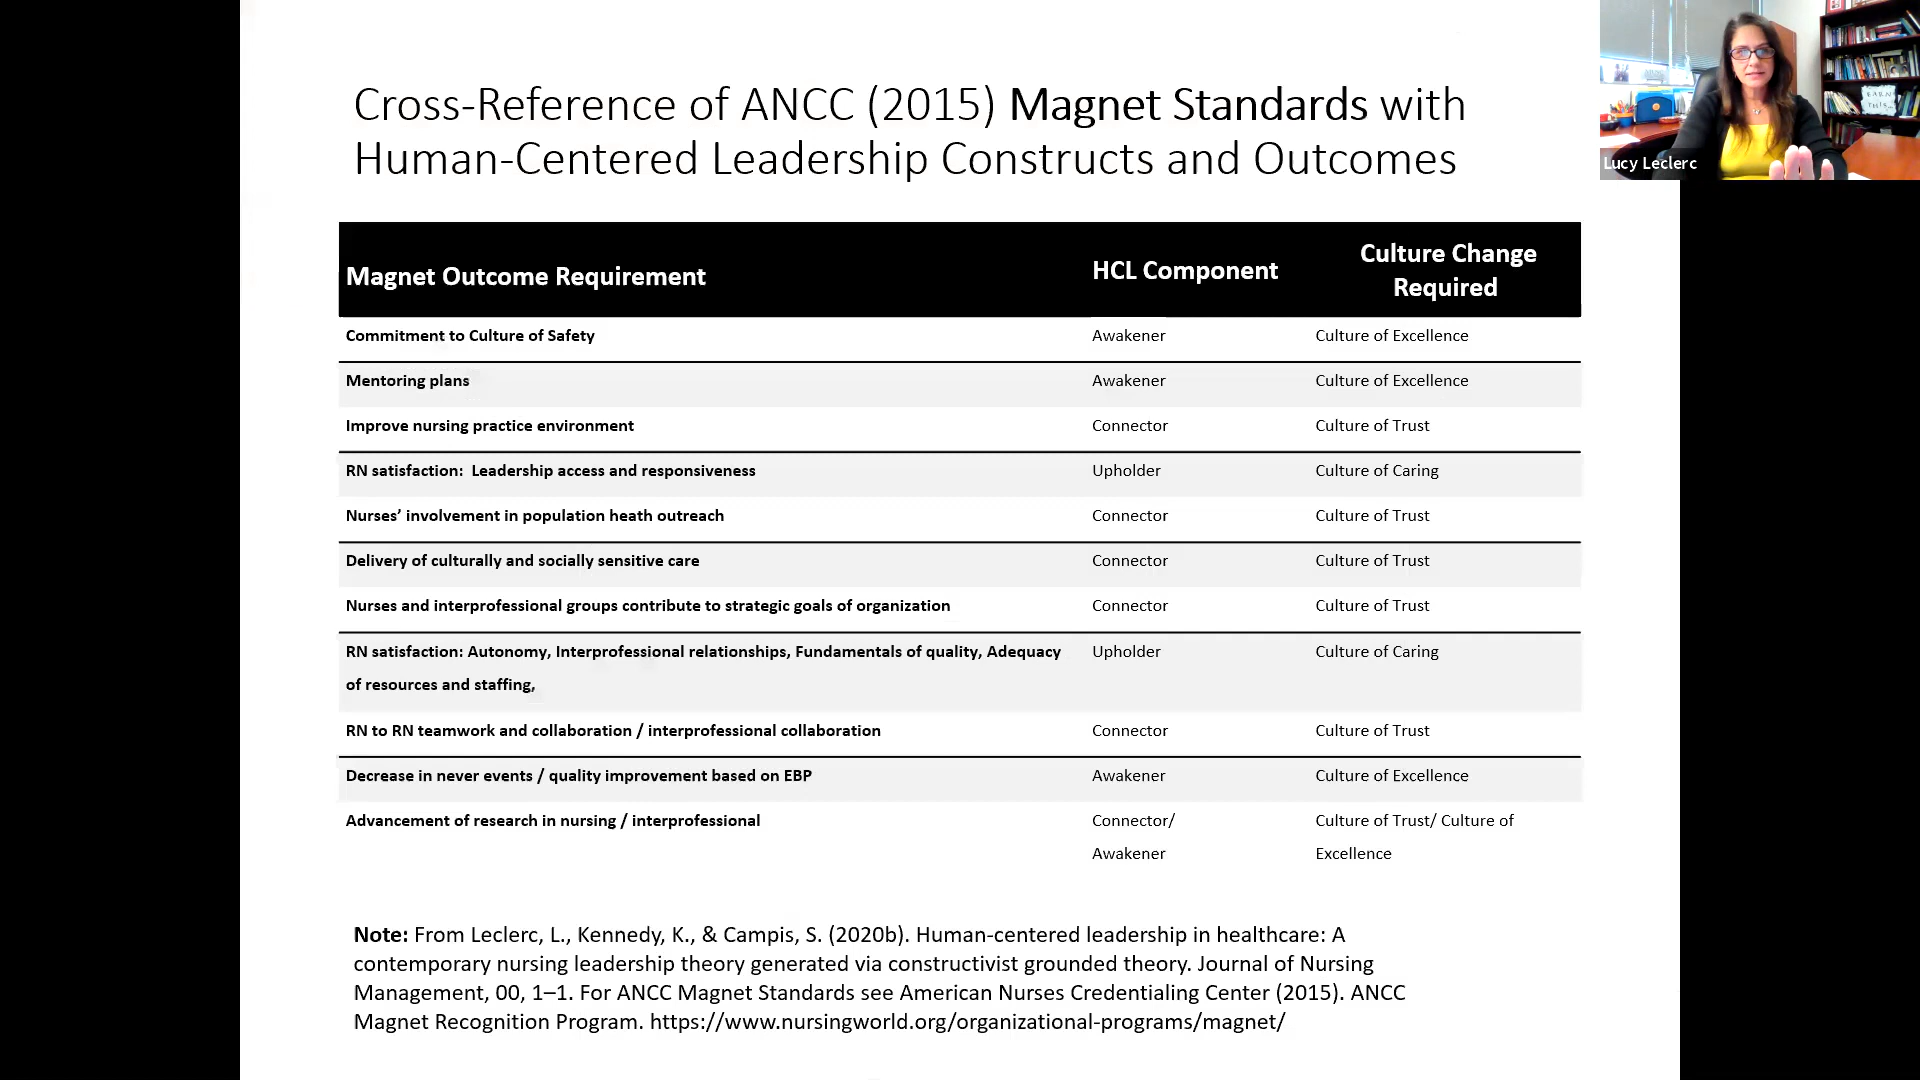 Cross-Reference of ANCC (2015) Magnet Standards with
Human-Centered Leadership Constructs and Outcomes
EARN
THIS
Lucy Leclerc
Magnet Outcome Requirement HCL Component Culture Change
Required
Commitment to Culture of Safety Awakener Culture of Excellence
Mentoring plans Awakener Culture of Excellence
Improve nursing practice environment Connector Culture of Trust
RN satisfaction: Leadership access and responsiveness Upholder Culture of Caring
Nurses’ involvement in population heath outreach Connector Culture of Trust
Delivery of culturally and socially sensitive care Connector Culture of Trust
Nurses and interprofessional groups contribute to strategic goals of organization Connector Culture of Trust
RN satisfaction: Autonomy, Interprofessional relationships, Fundamentals of quality, Adequacy Upholder Culture of Caring
of resources and staffing,
RN to RN teamwork and collaboration / interprofessional collaboration Connector Culture of Trust
Decrease in never events / quality improvement based on EBP Awakener Culture of Excellence
Advancement of research in nursing / interprofessional Connector/ Culture of Trust/ Culture of
Awakener Excellence
Note: From Leclerc, L., Kennedy, K., & Campis, S. (2020b). Human-centered leadership in healthcare: A
contemporary nursing leadership theory generated via constructivist grounded theory. Journal of Nursing
Management, 00, 1–1. For ANCC Magnet Standards see American Nurses Credentialing Center (2015). ANCC
Magnet Recognition Program. https://www.nursingworld.org/organizational-programs/magnet/